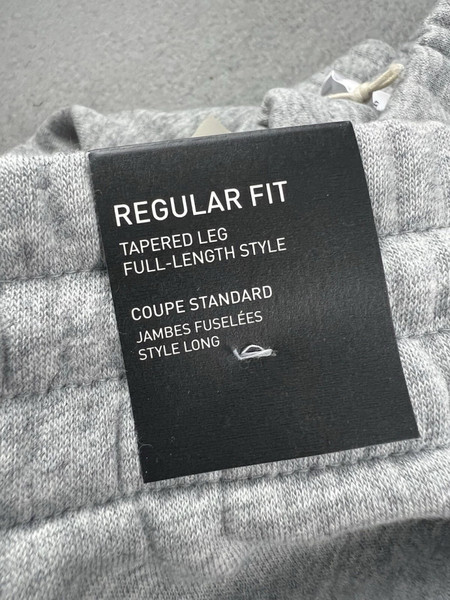 REGULAR FIT
TAPERED LEG
FULL-LENGTH STYLE
COUPE STANDARD
JAMBES FUSELÉES
STYLE LONG